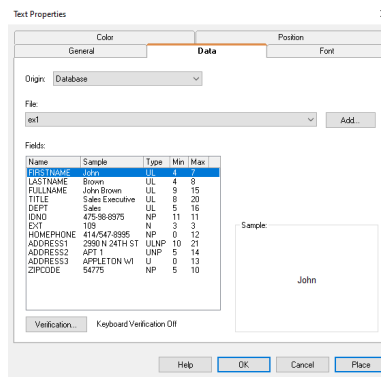 Text Properties
Color Position
General Data Font
Origin: Database
File:
ex1 Add...
Fields:
Name Sample Type Min Max
FIRSTNAME John UL 4 7
LASTNAME Brown UL 4 8
FULLNAME John Brown UL 9 15
TITLE Sales Executive UL 8 20
DEPT Sales UL 5 16
IDNO 475-98-8975 NP 11 11
EXT 109 N 3 3
HOMEPHONE 414/547-8995 NP 0 12
ADDRESS1 2990 N 24TH ST ULNP 10 21
ADDRESS2 APT 1 UNP 5 14
ADDRESS3 APPLETON WI U 0 13
ZIPCODE 54775 NP 5 10
Sample:
John
Verification... Keyboard Verification Off
Help OK Cancel Place